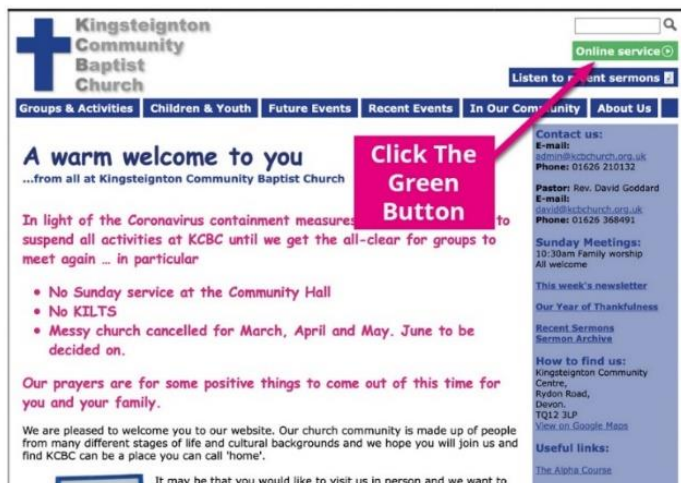 Kingsteignton
Community
Baptist
Church
Online service
Listen to recent sermons
Groups & Activities Children & Youth Future Events Recent Events In Our Community About Us
Click The
Green
Button
A warm welcome to you
...from all at Kingsteignton Community Baptist Church
In light of the Coronavirus containment measures to
suspend all activities at KCBC until we get the all-clear for groups to
meet again … in particular
• No Sunday service at the Community Hall
• No KILTS
• Messy church cancelled for March, April and May. June to be
decided on.
Our prayers are for some positive things to come out of this time for
you and your family.
We are pleased to welcome you to our website. Our church community is made up of people
from many different stages of life and cultural backgrounds and we hope you will join us and
find KCBC can be a place you can call 'home'.
It may be that you would like to visit us in person and we want to
Contact us:
E-mail:
admin@kcbchurch.org.uk
Phone: 01626 210132
Pastor: Rev. David Goddard
E-mail:
david@kcbchurch.org.uk
Phone: 01626 368491
Sunday Meetings:
10:30am Family worship
All welcome
This week's newsletter
Our Year of Thankfulness
Recent Sermons
Sermon Archive
How to find us:
Kingsteignton Community
Centre,
Rydon Road,
Devon.
TQ12 3LP
View on Google Maps
Useful links:
The Alpha Course